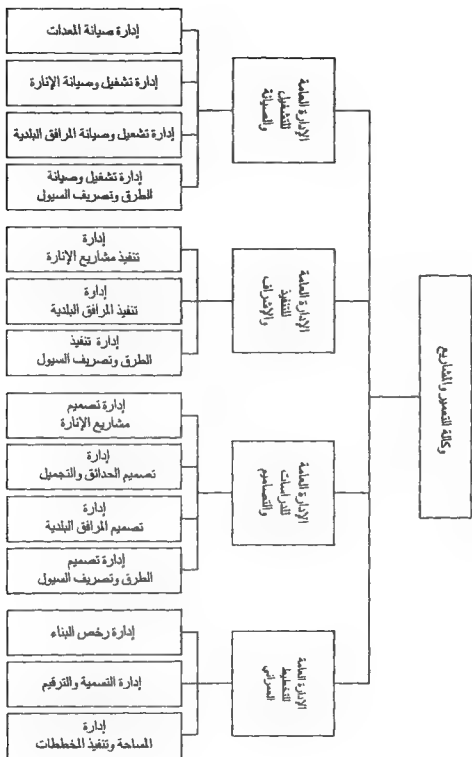 وكالة التعمير والمشاريع
الإدارة العامة
للتشغيل
والصيانة
إدارة صيانة المعدات
إدارة تشغيل وصيانة الإنارة
إدارة تشغيل وصيانة المرافق البلدية
إدارة تشغيل وصيانة
الطرق وتصريف السيول
الإدارة العامة
للتنفيذ
والإشراف
إدارة
تنفيذ مشاريع الإنارة
إدارة
تنفيذ المرافق البلدية
إدارة تنفيذ
الطرق وتصريف السيول
الإدارة العامة
للدراسات
والتصاميم
إدارة تصميم
مشاريع الإنارة
إدارة
تصميم الحدائق والتجميل
إدارة
تصميم المرافق البلدية
إدارة تصميم
الطرق وتصريف السيول
الإدارة العامة
للتخطيط
العمراني
إدارة رخص البناء
إدارة التسمية والترقيم
إدارة
المساحة وتنفيذ المخططات